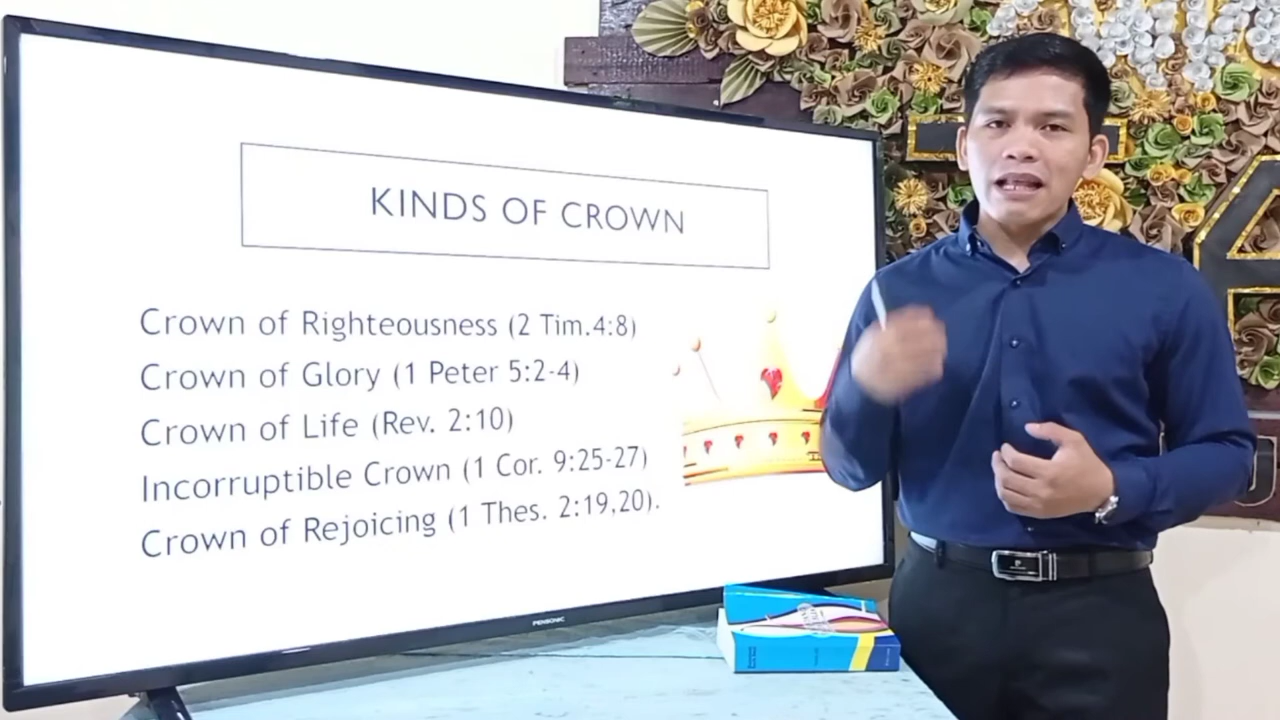 KINDS OF CROWN
Crown of Righteousness (2 Tim.4:8)
Crown of Glory (1 Peter 5:2-4)
Crown of Life (Rev. 2:10)
Incorruptible Crown (1 Cor. 9:25-27)
Crown of Rejoicing (1 Thes. 2:19,20).
PENSONIC